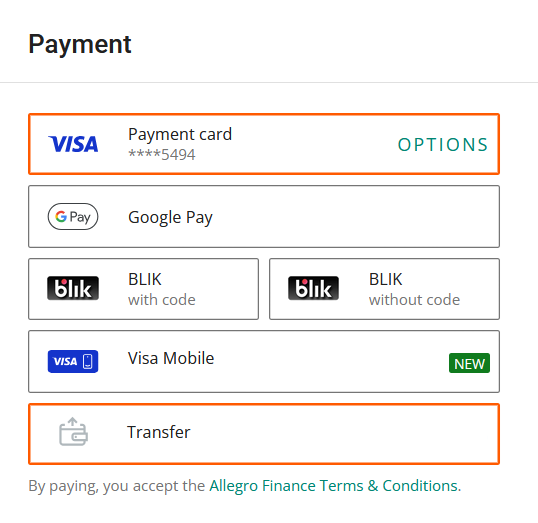 Payment
VISA
Payment card
****5494
OPTIONS
G Pay
Google Pay
blik
BLIK
with code
blik
BLIK
without code
VISA
Visa Mobile
NEW
Transfer
By paying, you accept the Allegro Finance Terms & Conditions.